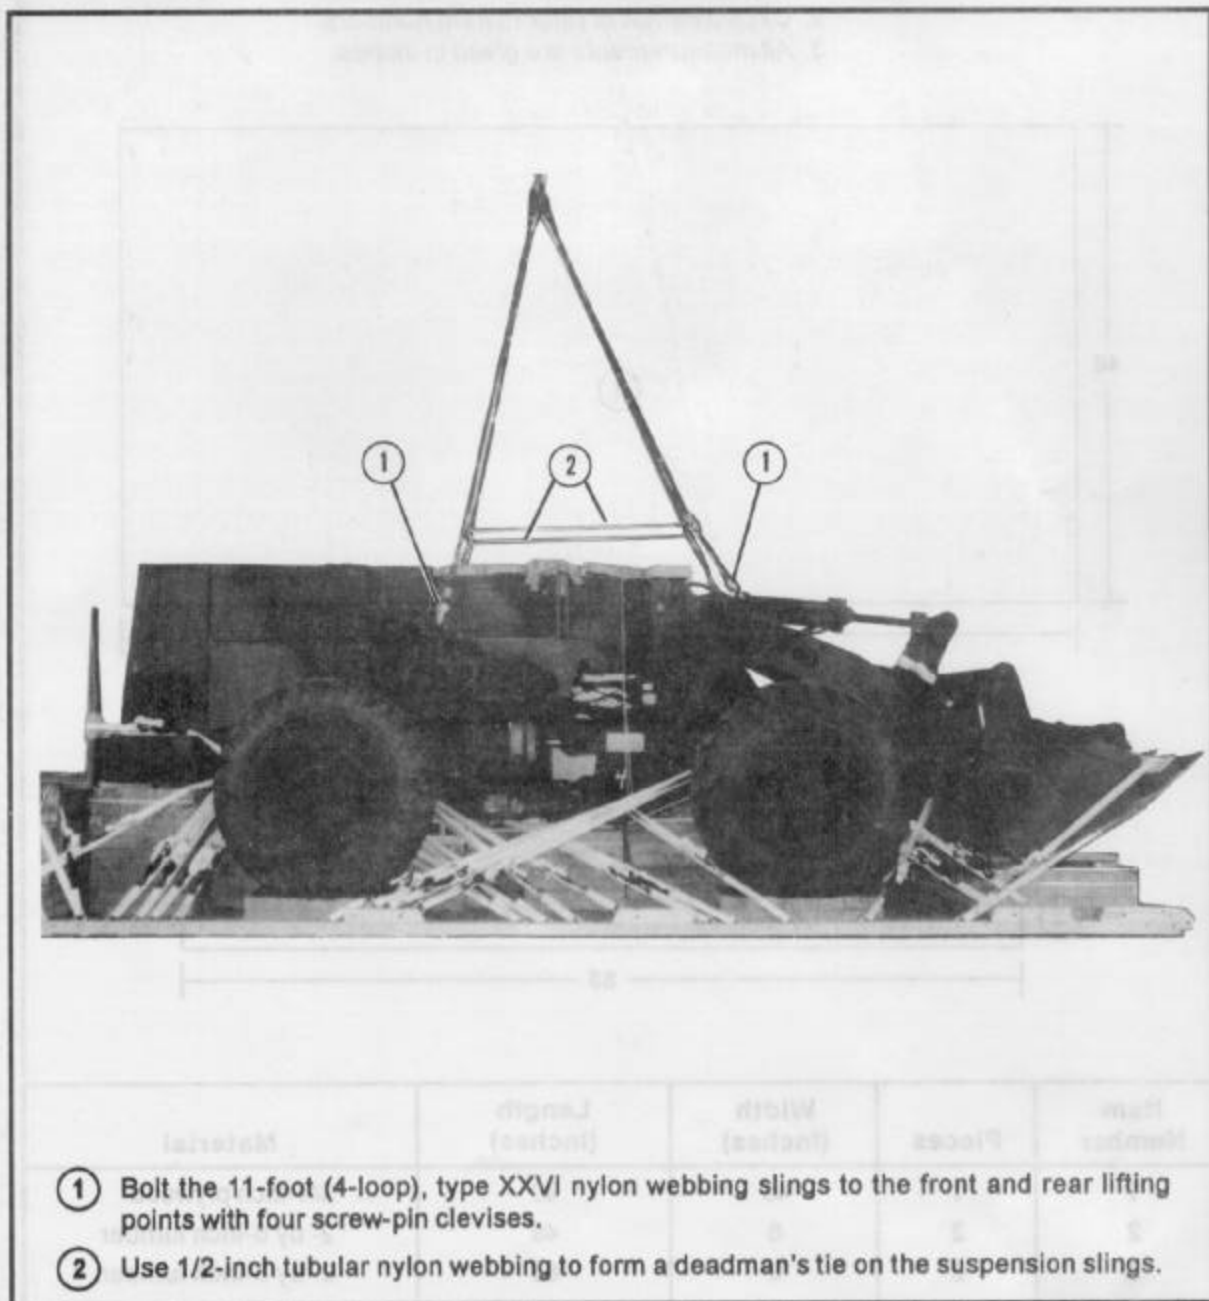 1
2
1
1 Bolt the 11-foot (4-loop), type XXVI nylon webbing slings to the front and rear lifting
points with four screw-pin clevises.
2 Use 1/2-inch tubular nylon webbing to form a deadman's tie on the suspension slings.